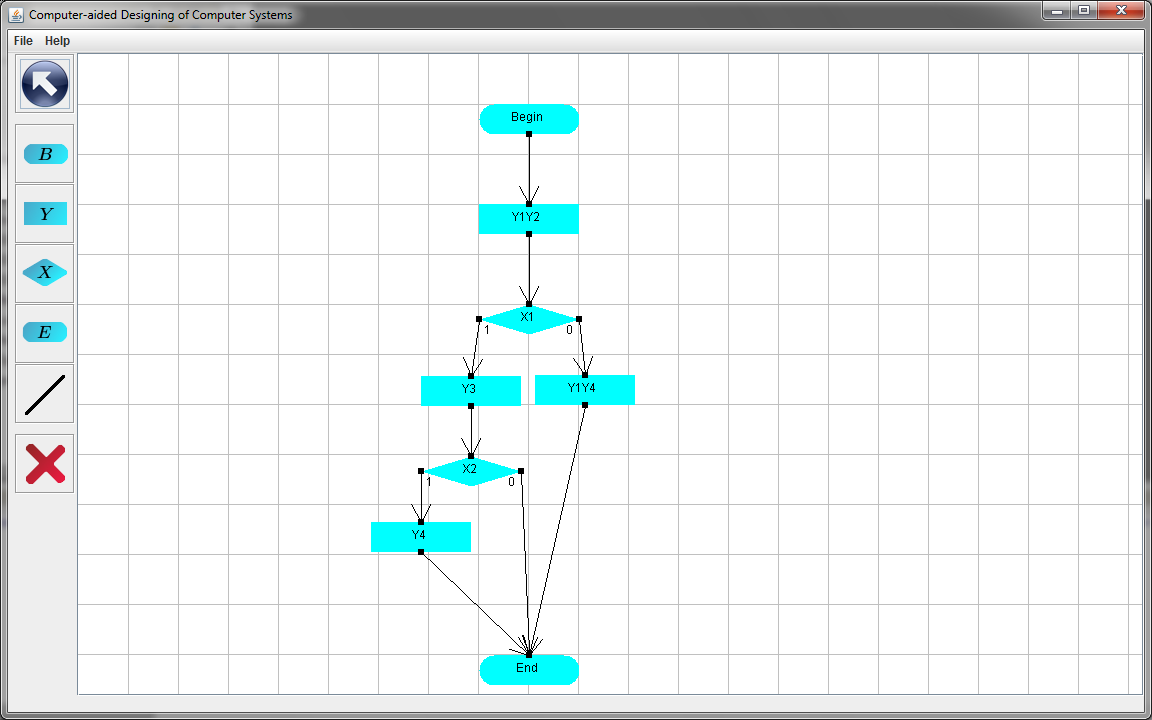 Computer-aided Designing of Computer Systems
File Help
B
Y
X
E
Begin
Y1Y2
X1
1 0
Y3 Y1Y4
X2
1 0
Y4
End